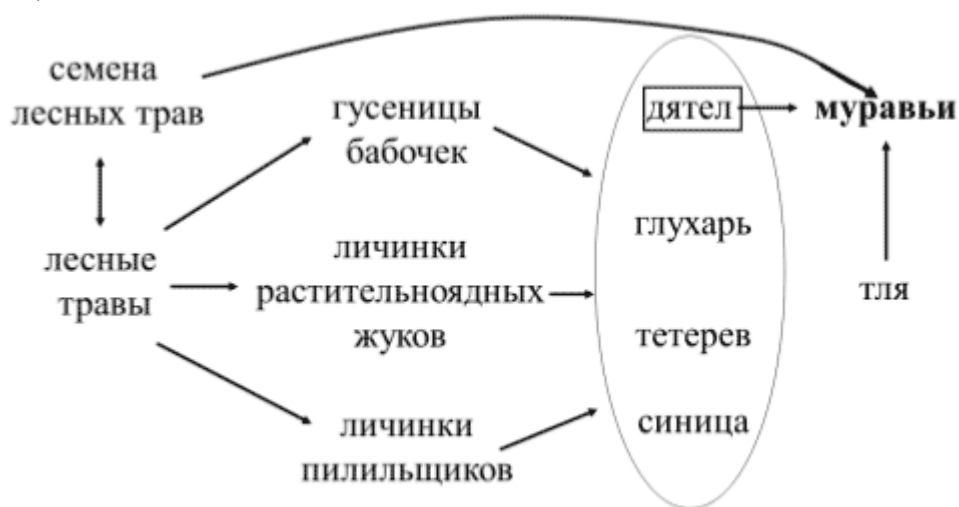 семена
лесных трав
гусеницы
бабочек
дятел
муравьи
глухарь
лесные
травы
личинки
растительноядных
жуков
тля
тетерев
личинки
пилильщиков
синица